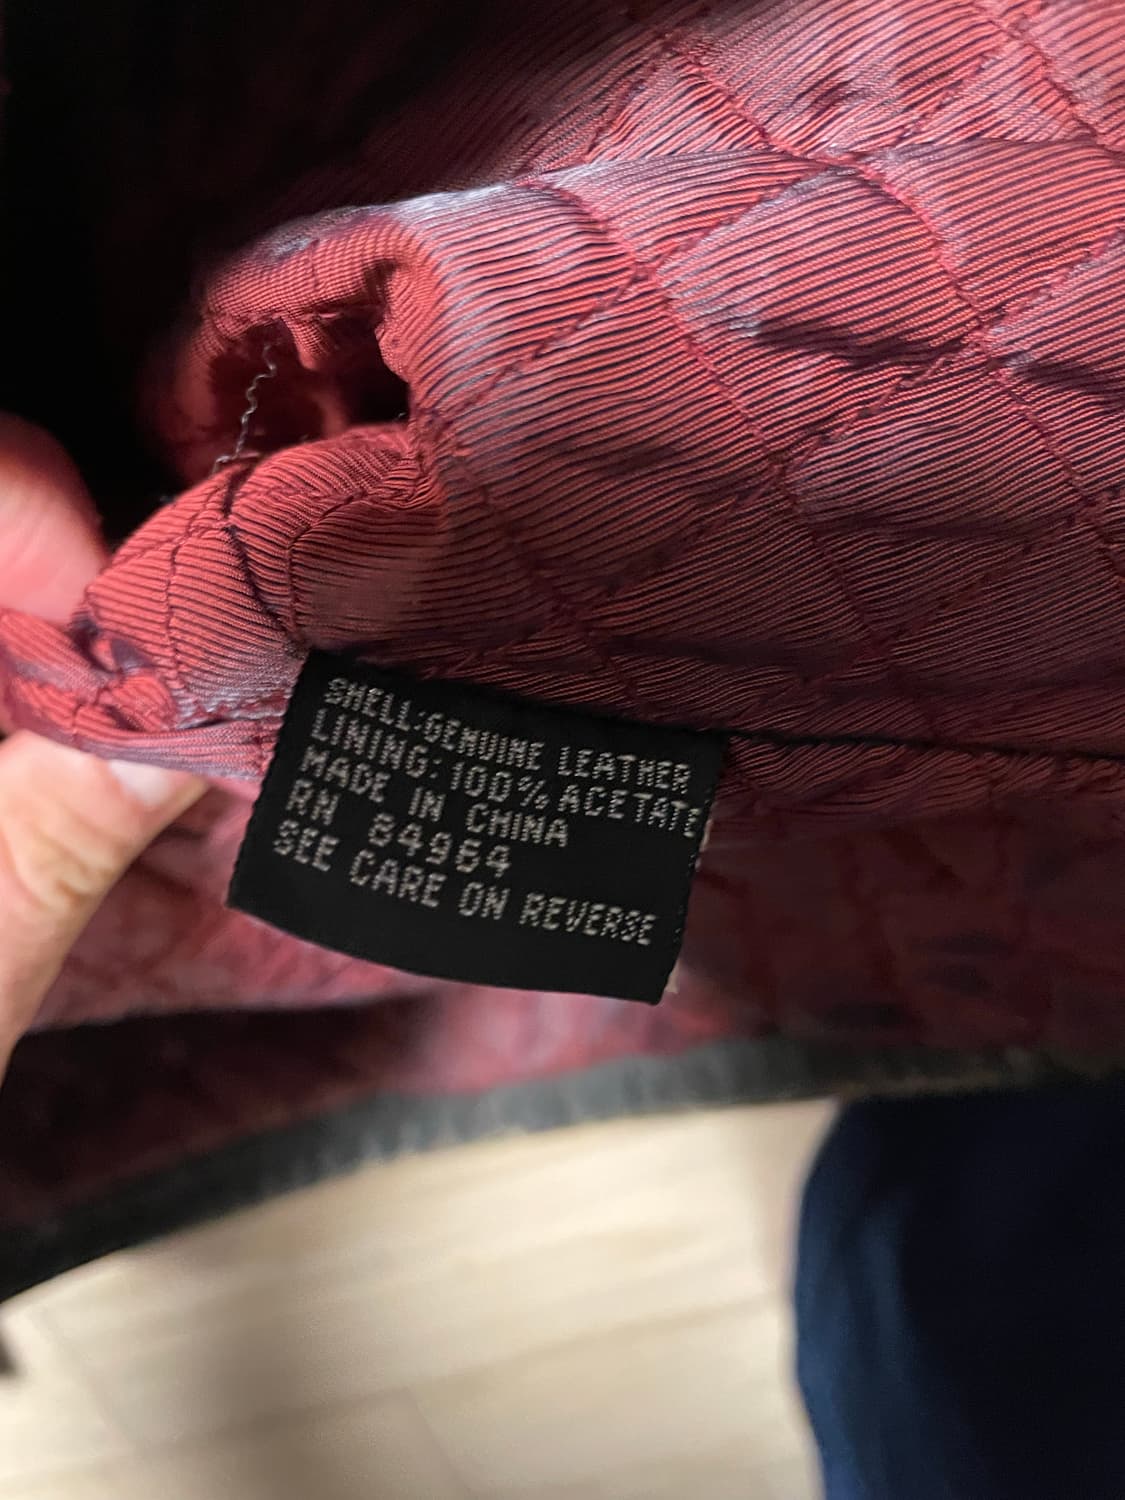 SHELL:GENUINE LEATHER
LINING:100% ACETATE
MADE IN CHINA
RN 84964
SEE CARE ON REVERSE